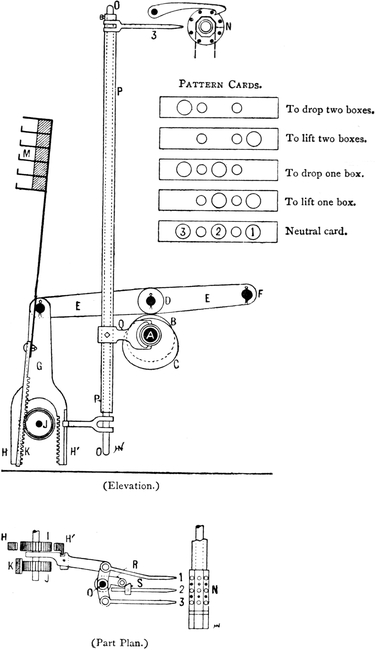 O
N
3
P
PATTERN CARDS.
To drop two boxes.
To lift two boxes.
M
To drop one box.
To lift one box.
3 2 1 Neutral card.
E D E F
Q B
A
G C
P
J
H K H' O
(Elevation.)
H I H'
R
K S 1
J O 2 N
3
(Part Plan.)